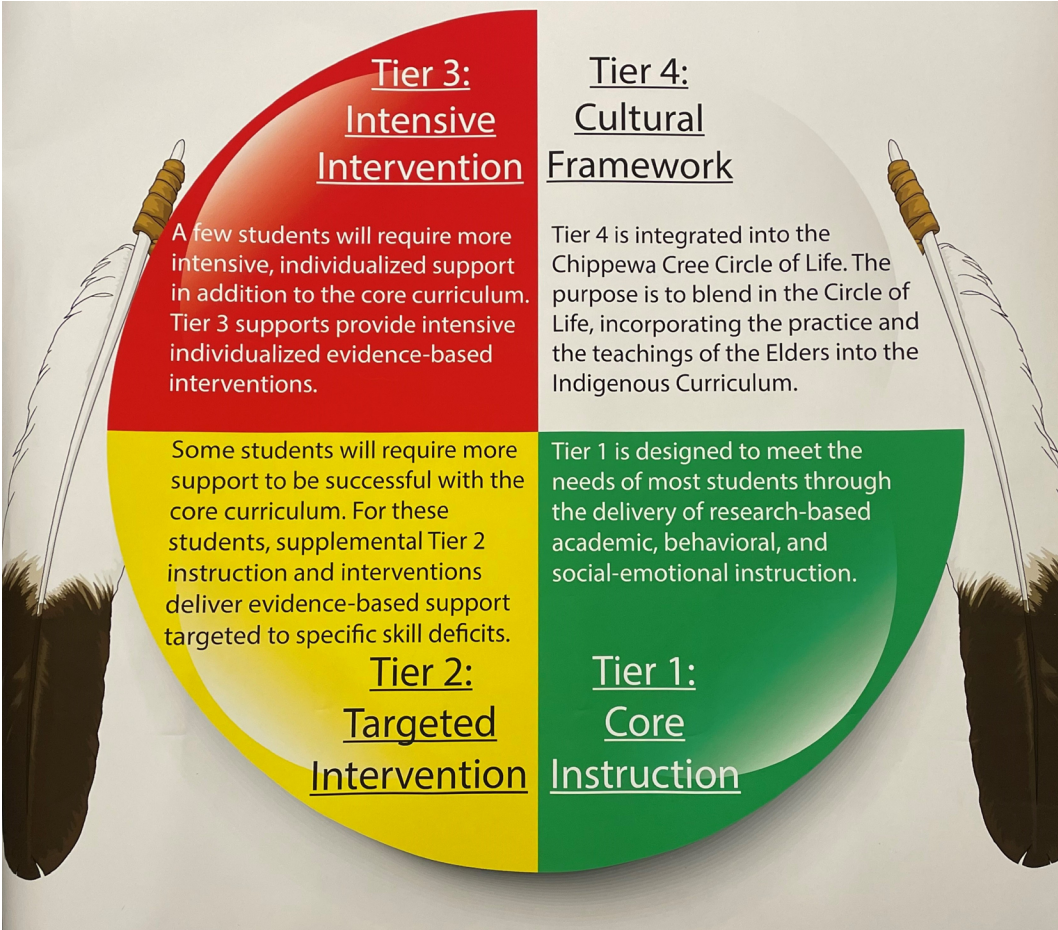 Tier 3:
Intensive
Intervention
A few students will require more
intensive, individualized support
in addition to the core curriculum.
Tier 3 supports provide intensive
individualized evidence-based
interventions.
Tier 4:
Cultural
Framework
Tier 4 is integrated into the
Chippewa Cree Circle of Life. The
purpose is to blend in the Circle of
Life, incorporating the practice and
the teachings of the Elders into the
Indigenous Curriculum.
Some students will require more
support to be successful with the
core curriculum. For these
students, supplemental Tier 2
instruction and interventions
deliver evidence-based support
targeted to specific skill deficits.
Tier 2:
Targeted
Intervention
Tier 1 is designed to meet the
needs of most students through
the delivery of research-based
academic, behavioral, and
social-emotional instruction.
Tier 1:
Core
Instruction